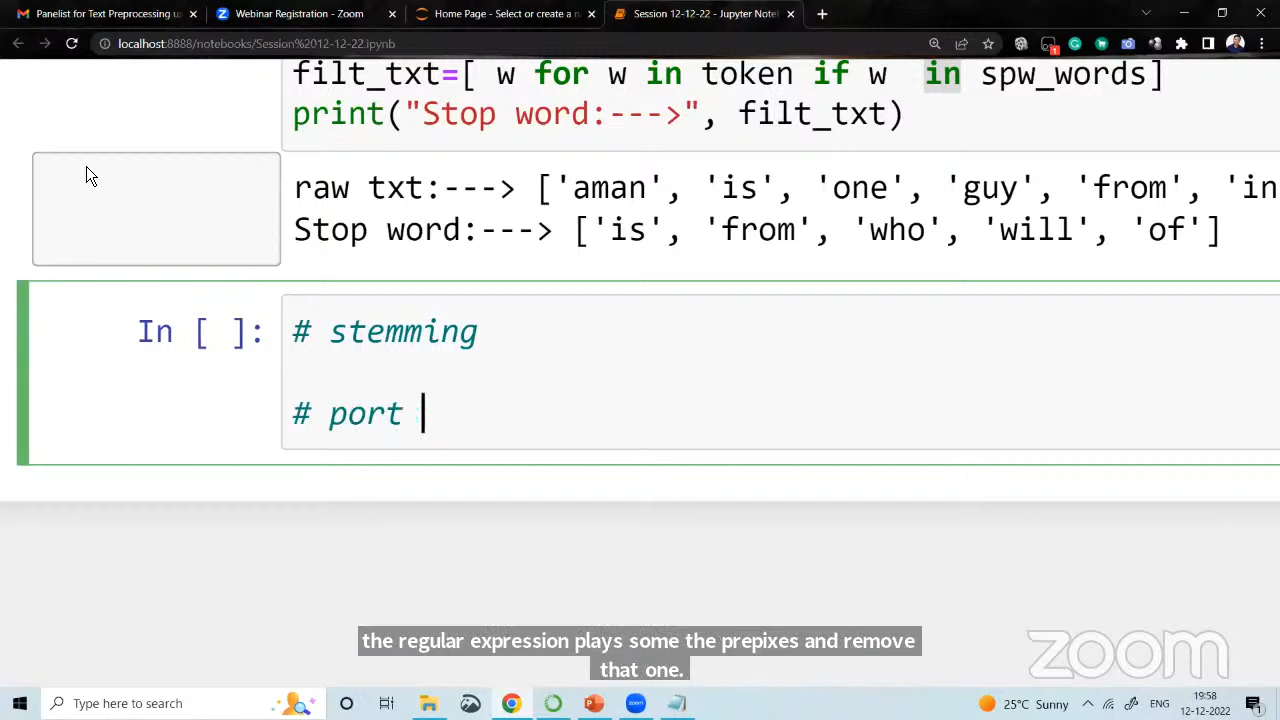 Panelist for Text Preprocessing u
Webinar Registration - Zoom
Home Page - Select or create a n
Session 12-12-22 - Jupyter Note
localhost:8888/notebooks/Session%2012-12-22.ipynb
filt_txt=[ w for w in token if w  in spw_words]
print("Stop word:--->", filt_txt)
raw txt:---> ['aman', 'is', 'one', 'guy', 'from', 'in
Stop word:---> ['is', 'from', 'who', 'will', 'of']
In [ ]: # stemming
# port
the regular expression plays some the prepixes and remove
that one.
zoom
Type here to search
zoom
25°C Sunny
ENG
19:58
12-12-2022
1